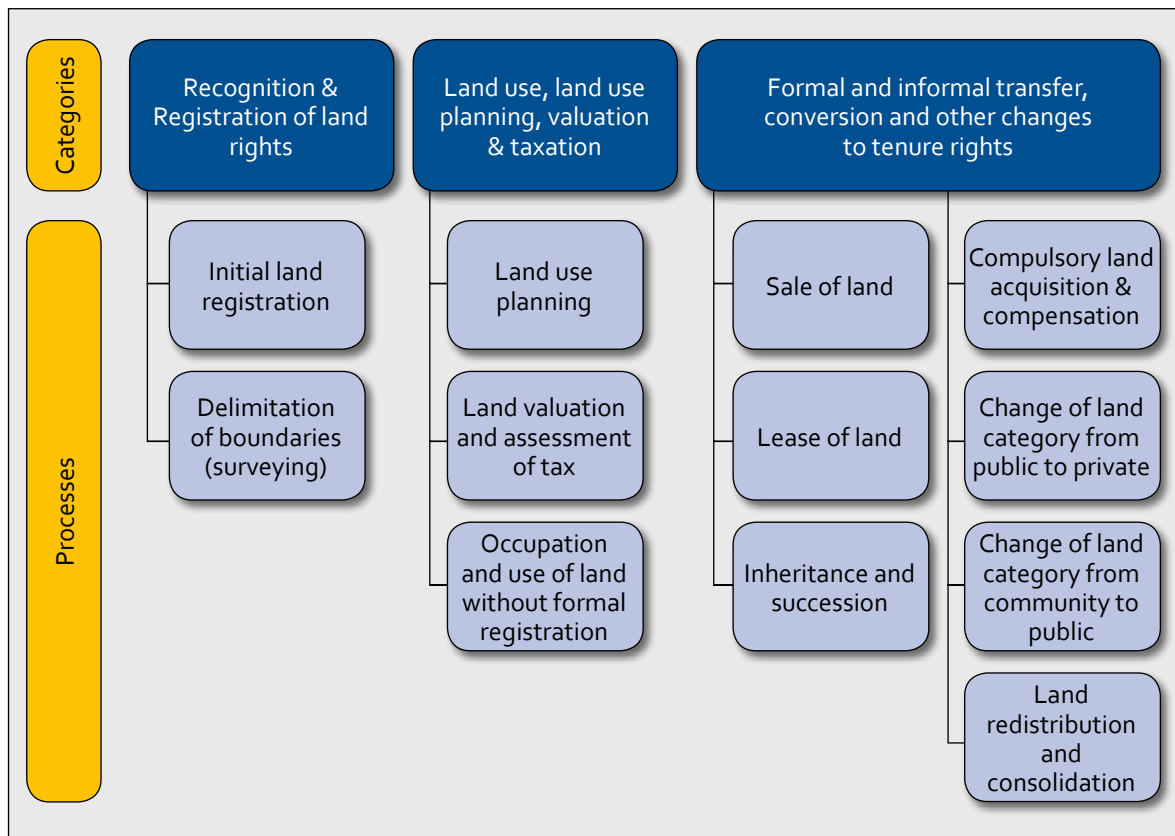 Categories
Recognition &
Registration of land
rights
Land use, land use
planning, valuation
& taxation
Formal and informal transfer,
conversion and other changes
to tenure rights
Processes
Initial land
registration
Delimitation
of boundaries
(surveying)
Land use
planning
Land valuation
and assessment
of tax
Occupation
and use of land
without formal
registration
Sale of land
Lease of land
Inheritance and
succession
Compulsory land
acquisition &
compensation
Change of land
category from
public to private
Change of land
category from
community to
public
Land
redistribution
and
consolidation